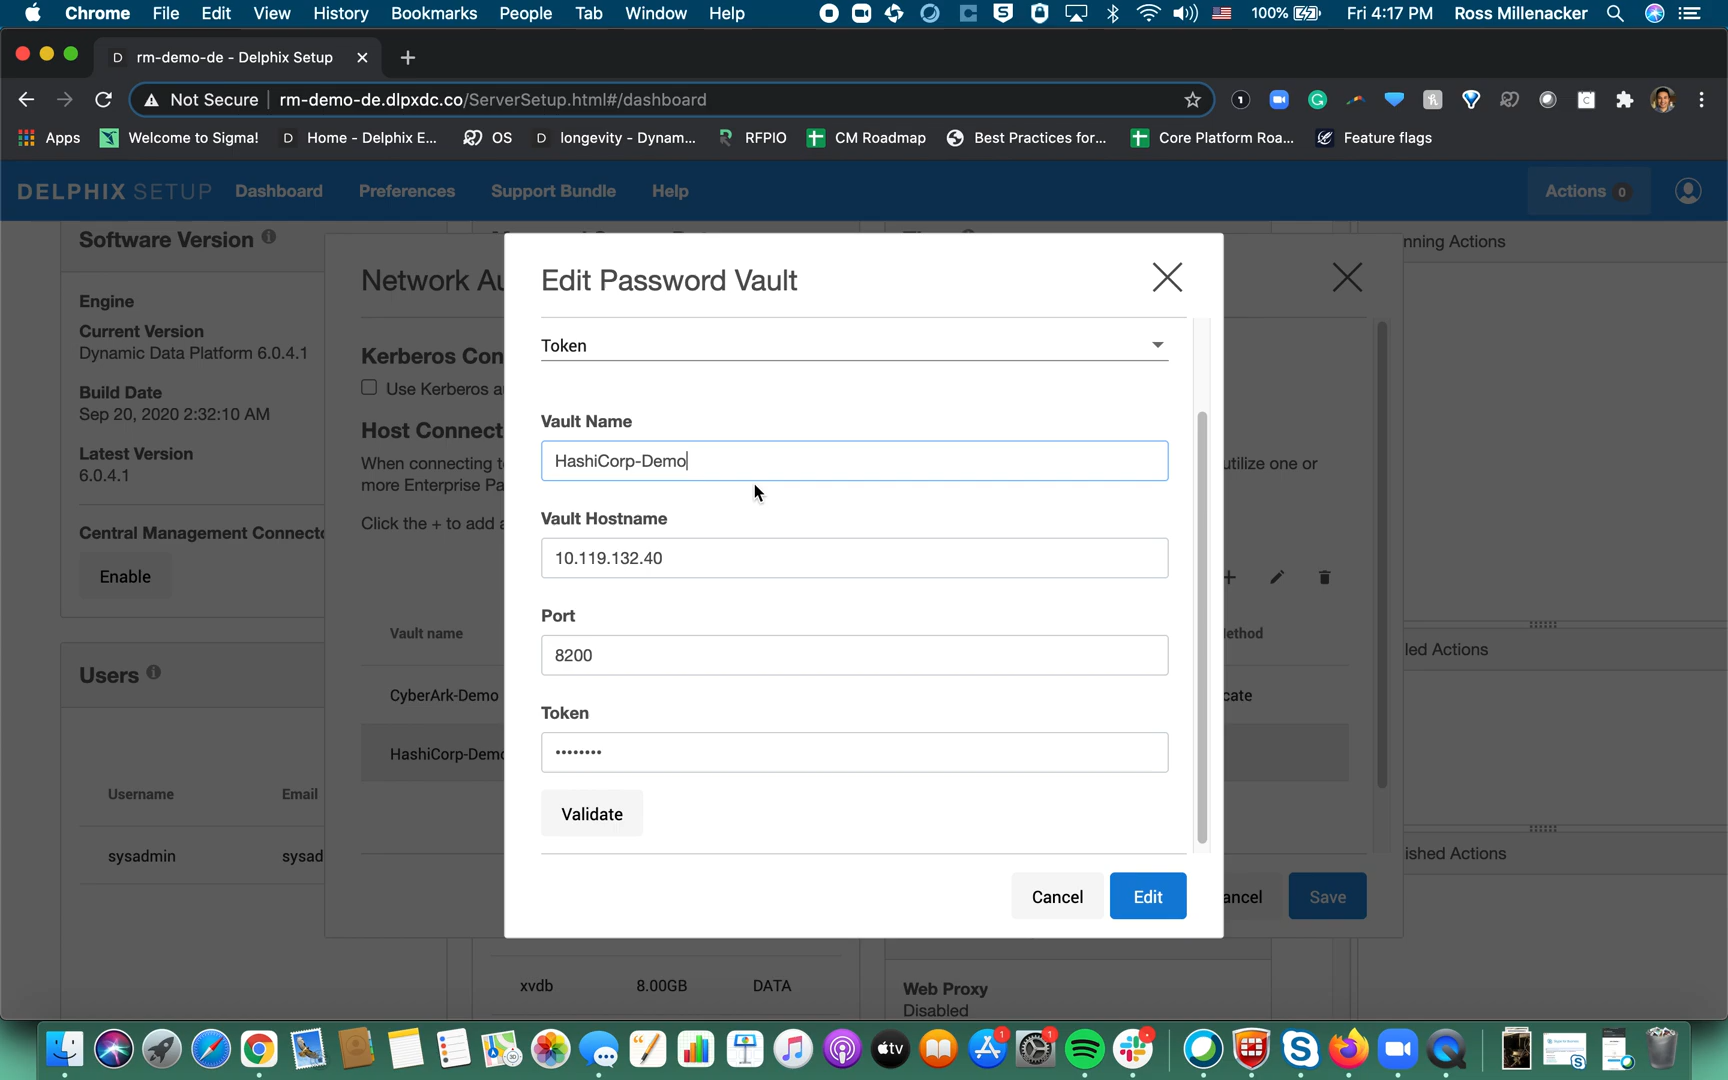 Chrome File Edit View History Bookmarks People Tab Window Help 100% Fri 4:17 PM Ross Millenacker
D rm-demo-de - Delphix Setup
Not Secure rm-demo-de.dlpxdc.co/ServerSetup.html#/dashboard
Apps Welcome to Sigma! D Home - Delphix E... OS D longevity - Dynam... RFPIO CM Roadmap Best Practices for... Core Platform Roa... Feature flags
DELPHIX SETUP Dashboard Preferences Support Bundle Help Actions 0
Software Version
nning Actions
Engine
Current Version
Dynamic Data Platform 6.0.4.1
Build Date
Sep 20, 2020 2:32:10 AM
Latest Version
6.0.4.1
Central Management Connecto
Enable
Users
Username Email
sysadmin sysad
Network Au
Kerberos Con
Use Kerberos a
Host Connect
When connecting t utilize one or
more Enterprise Pa
Click the + to add a
Vault name ethod
CyberArk-Demo cate
HashiCorp-Demo
ancel Save
Edit Password Vault
Token
Vault Name
HashiCorp-Demo
Vault Hostname
10.119.132.40
Port
8200
Token
••••••••
Validate
Cancel Edit
led Actions
ished Actions
xvdb 8.00GB DATA
Web Proxy
Disabled
tv
1
1